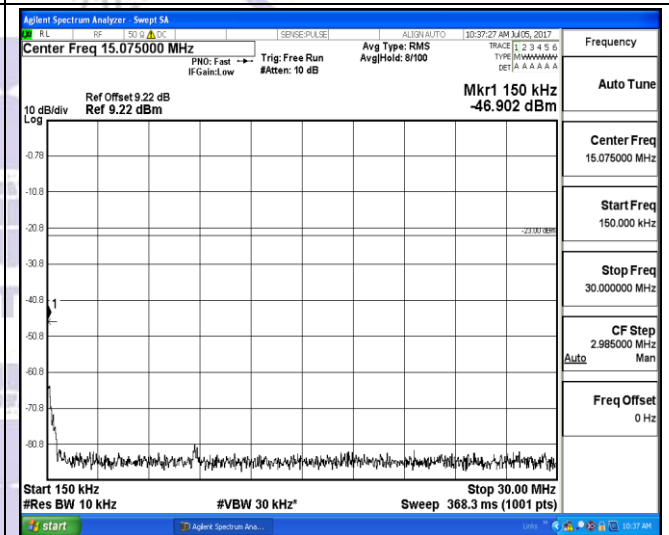 Agilent Spectrum Analyzer - Swept SA
RL RF 50 Ω DC SENSE:PULSE ALIGN AUTO 10:37:27 AM Jul 05, 2017
Center Freq 15.075000 MHz
PNO: Fast
IFGain:Low
Trig: Free Run
#Atten: 10 dB
Avg Type: RMS
Avg|Hold: 8/100
TRACE 1 2 3 4 5 6
TYPE M W W W W W
DET A A A A A A
Frequency
Mkr1 150 kHz
-46.902 dBm
Ref Offset 9.22 dB
10 dB/div Ref 9.22 dBm
Log
-0.78
-10.8
-20.8
-30.8
-40.8
-50.8
-60.8
-70.8
-80.8
-23.00 dBm
1
Start 150 kHz Stop 30.00 MHz
#Res BW 10 kHz #VBW 30 kHz* Sweep 368.3 ms (1001 pts)
Auto Tune
Center Freq
15.075000 MHz
Start Freq
150.000 kHz
Stop Freq
30.000000 MHz
CF Step
2.985000 MHz
Auto Man
Freq Offset
0 Hz
start Agilent Spectrum Ana... Links » 10:37 AM